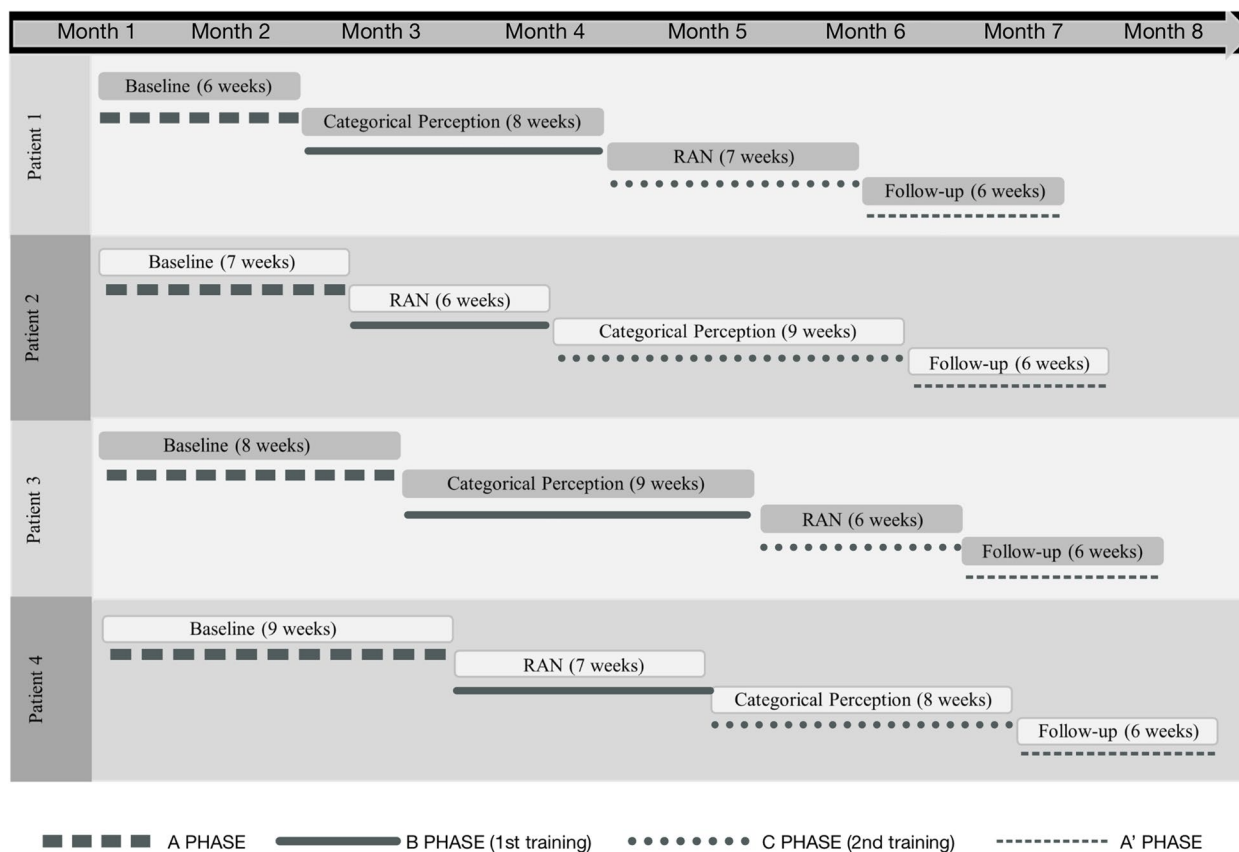 Month 1 Month 2 Month 3 Month 4 Month 5 Month 6 Month 7 Month 8
Patient 1
Baseline (6 weeks)
Categorical Perception (8 weeks)
RAN (7 weeks)
Follow-up (6 weeks)
Patient 2
Baseline (7 weeks)
RAN (6 weeks)
Categorical Perception (9 weeks)
Follow-up (6 weeks)
Patient 3
Baseline (8 weeks)
Categorical Perception (9 weeks)
RAN (6 weeks)
Follow-up (6 weeks)
Patient 4
Baseline (9 weeks)
RAN (7 weeks)
Categorical Perception (8 weeks)
Follow-up (6 weeks)
A PHASE B PHASE (1st training) C PHASE (2nd training) A' PHASE